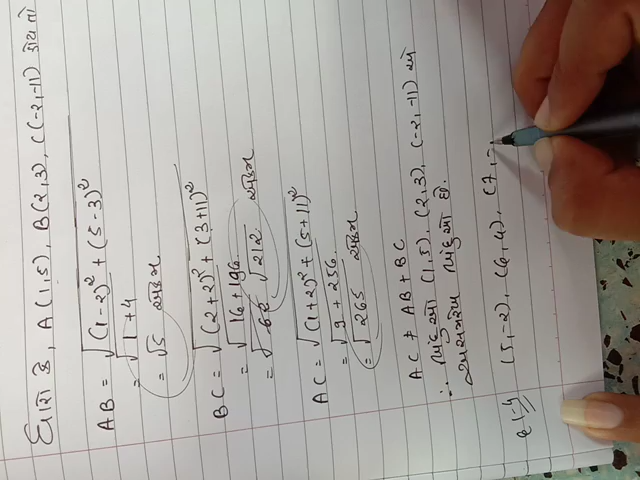 ધારો કે, A(1,5), B(2,3), C(-2,-11) હોય તો
AB = √(1-2)² + (5-3)²
= √1+4
= √5 એકમ
BC = √(2+2)² + (3+11)²
= √16+196
= √212 એકમ
AC = √(1+2)² + (5+11)²
= √9+256
= √265 એકમ
AC ≠ AB + BC
∴ બિંદુઓ (1,5), (2,3), (-2,-11) એ
અસમરેખ બિંદુઓ છે.
(5,-2), (6,4), (7,-